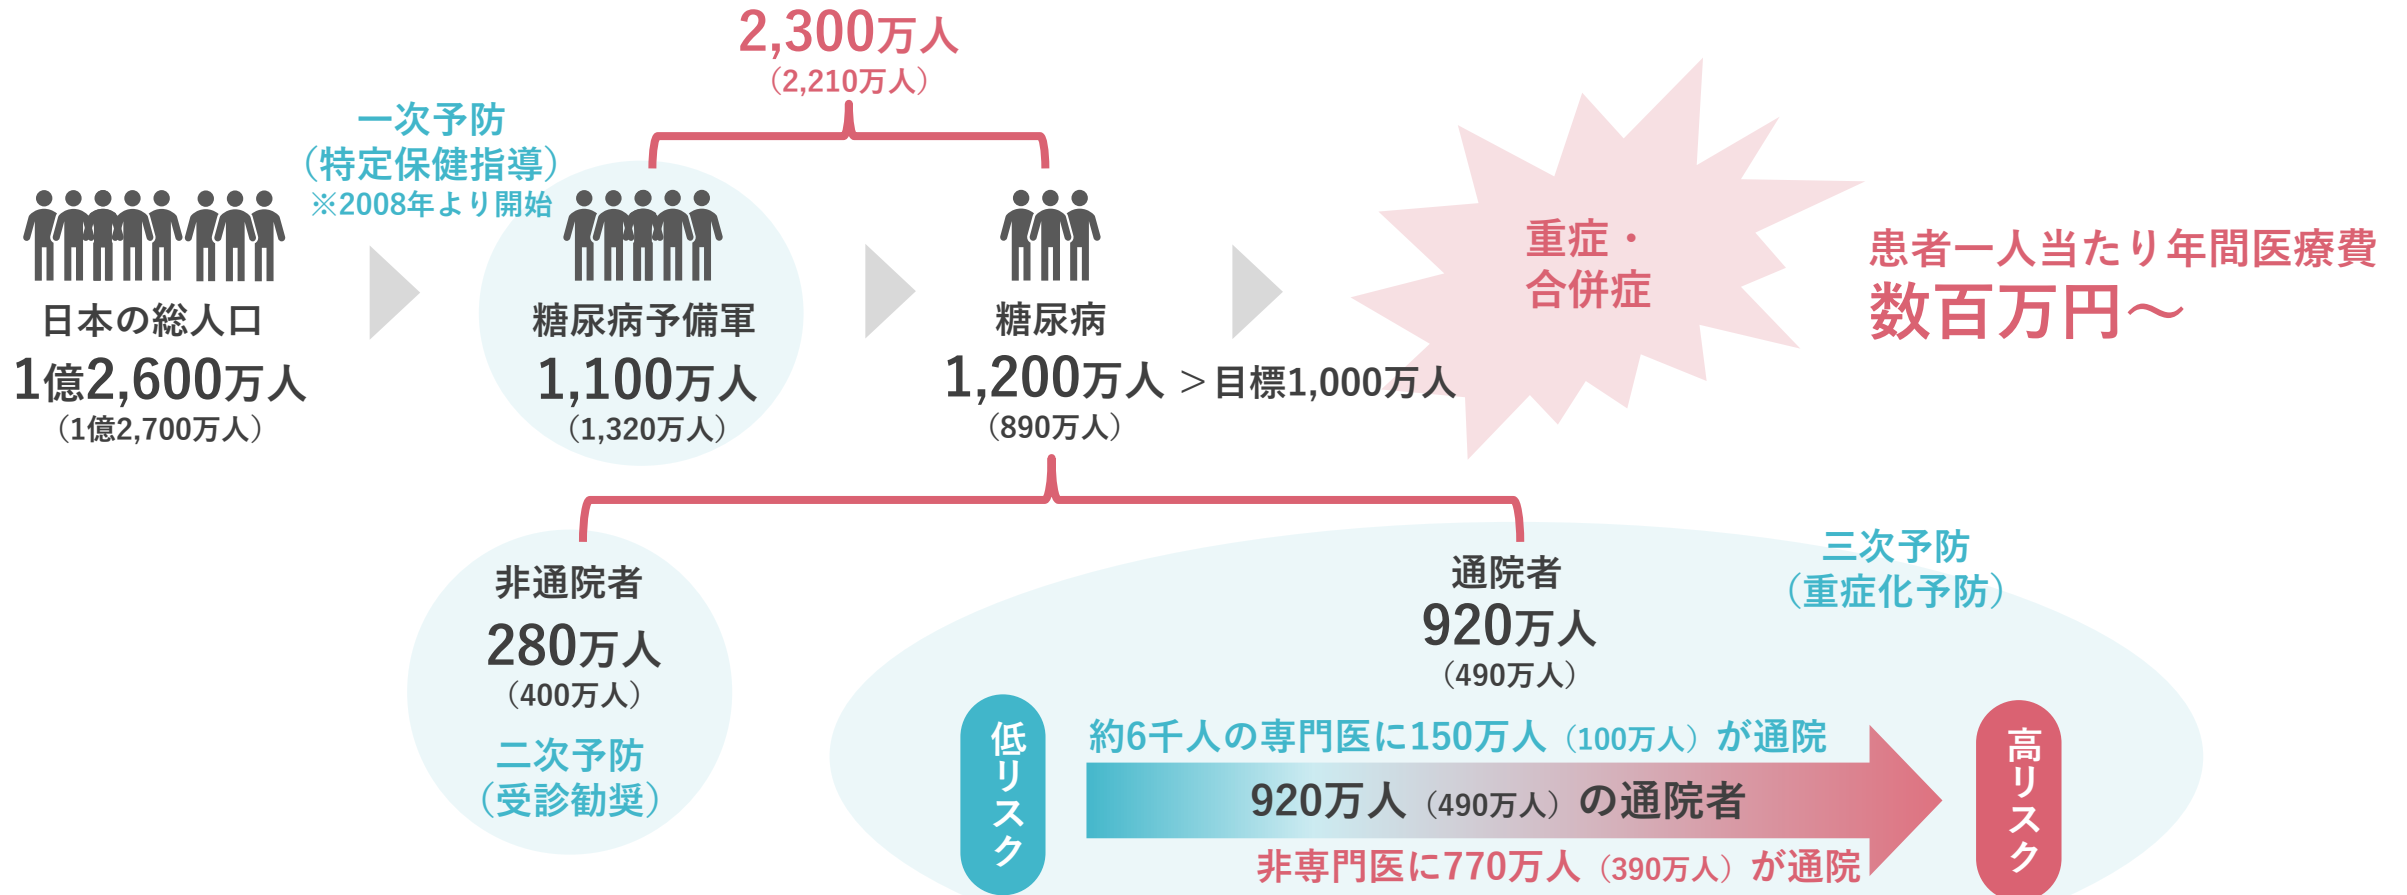 2,300万人
（2,210万人）
一次予防
（特定保健指導）
※2008年より開始
日本の総人口
1億2,600万人
（1億2,700万人）
糖尿病予備軍
1,100万人
（1,320万人）
糖尿病
1,200万人＞目標1,000万人
（890万人）
重症・
合併症
患者一人当たり年間医療費
数百万円～
非通院者
280万人
（400万人）
二次予防
（受診勧奨）
通院者
920万人
（490万人）
三次予防
（重症化予防）
低リスク
約6千人の専門医に150万人（100万人）が通院
920万人（490万人）の通院者
非専門医に770万人（390万人）が通院
高リスク